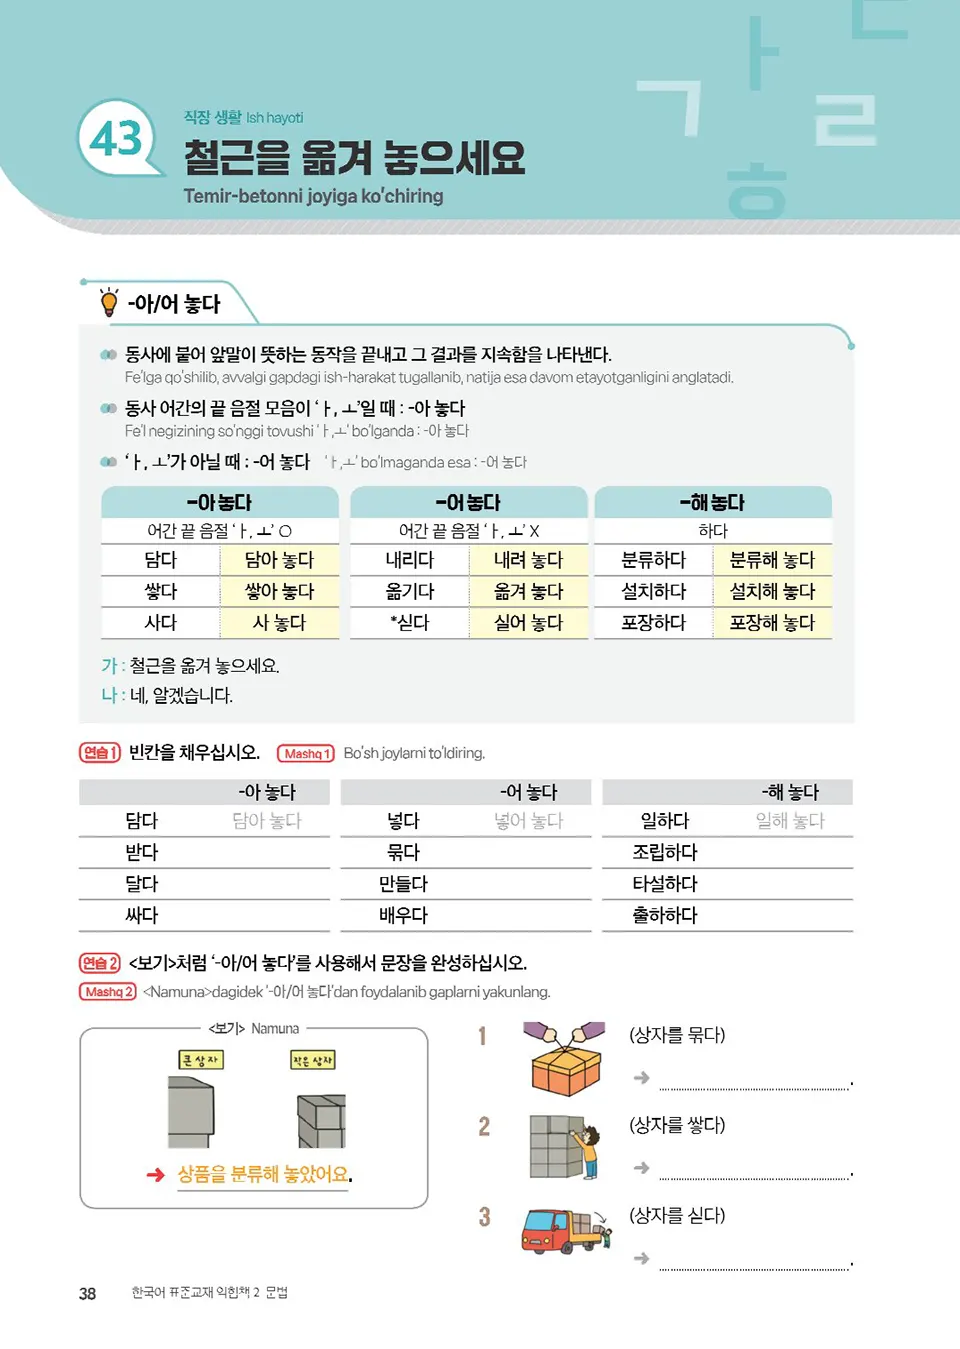 43
직장 생활 Ish hayoti
철근을 옮겨 놓으세요
Temir-betonni joyiga ko'chiring
-아/어 놓다
동사에 붙어 앞말이 뜻하는 동작을 끝내고 그 결과를 지속함을 나타낸다.
Fe'lga qo'shilib, avvalgi gapdagi ish-harakat tugallanib, natija esa davom etayotganligini anglatadi.
동사 어간의 끝 음절 모음이 'ㅏ, ㅗ'일 때 : -아 놓다
Fe'l negizining so'nggi tovushi 'ㅏ,ㅗ' bo'lganda : -아 놓다
'ㅏ, ㅗ'가 아닐 때 : -어 놓다 'ㅏ,ㅗ' bo'lmaganda esa : -어 놓다
-아 놓다 -어 놓다 -해 놓다
어간 끝 음절 'ㅏ, ㅗ' O 어간 끝 음절 'ㅏ, ㅗ' X 하다
담다 담아 놓다 내리다 내려 놓다 분류하다 분류해 놓다
쌓다 쌓아 놓다 옮기다 옮겨 놓다 설치하다 설치해 놓다
사다 사 놓다 *싣다 실어 놓다 포장하다 포장해 놓다
가 : 철근을 옮겨 놓으세요.
나 : 네, 알겠습니다.
연습 1 빈칸을 채우십시오. Mashq 1 Bo'sh joylarni to'ldiring.
-아 놓다 -어 놓다 -해 놓다
담다 담아 놓다 넣다 넣어 놓다 일하다 일해 놓다
받다 묶다 조립하다
달다 만들다 타설하다
싸다 배우다 출하하다
연습 2 <보기>처럼 '-아/어 놓다'를 사용해서 문장을 완성하십시오.
Mashq 2 <Namuna>dagidek '-아/어 놓다'dan foydalanib gaplarni yakunlang.
<보기> Namuna
큰 상자 작은 상자
➔ 상품을 분류해 놓았어요.
1 (상자를 묶다)
➔ .
2 (상자를 쌓다)
➔ .
3 (상자를 싣다)
➔ .
38 한국어 표준교재 익힘책 2 문법
ㄱ ㅏ ㄴ ㄹ ㅎ